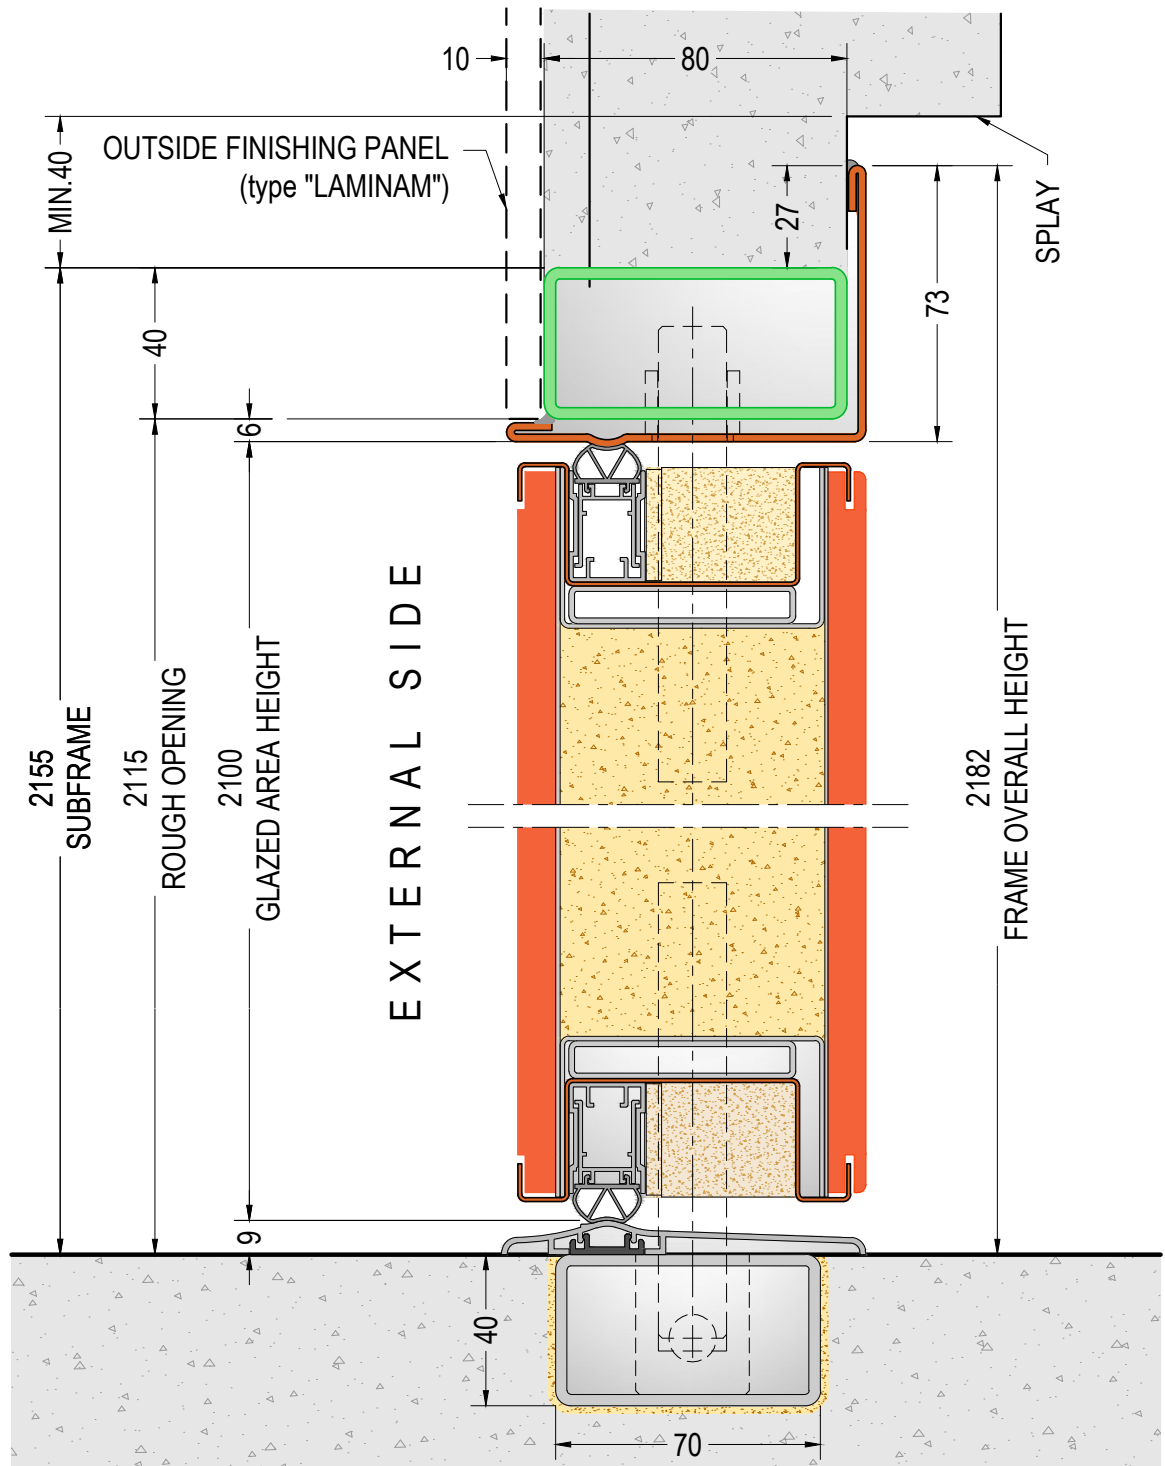 10
80
OUTSIDE FINISHING PANEL
(type "LAMINAM")
MIN.40
27
SPLAY
73
40
6
EXTERNAL SIDE
2155
SUBFRAME
2115
ROUGH OPENING
2100
GLAZED AREA HEIGHT
2182
FRAME OVERALL HEIGHT
9
40
70